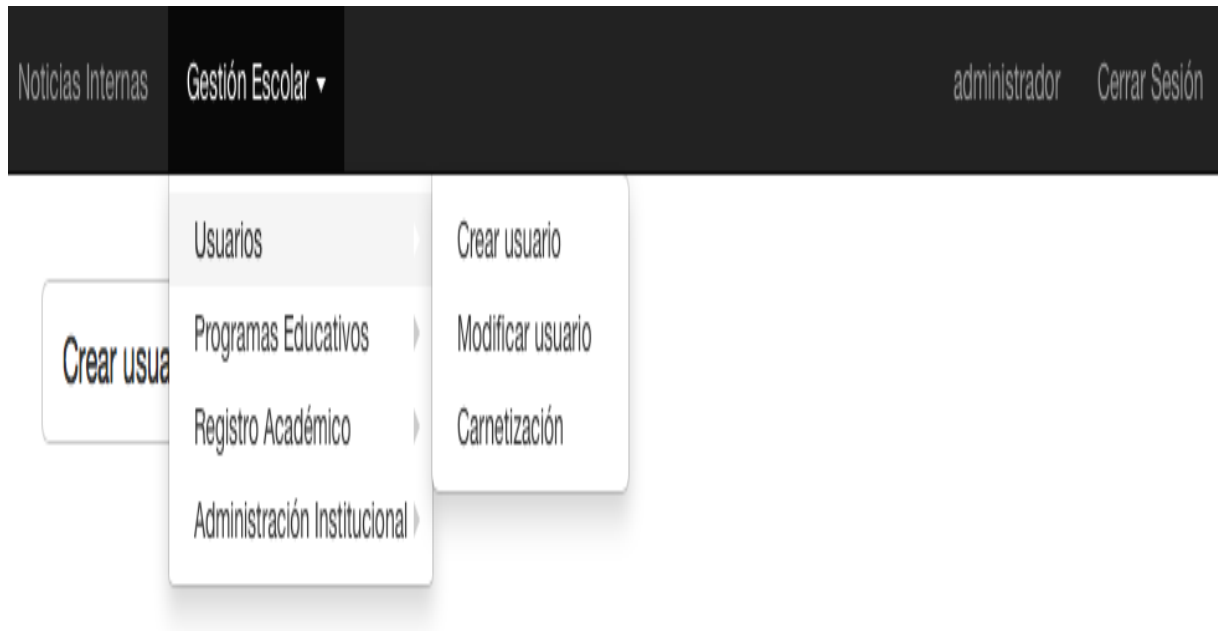 Noticias Internas
Gestión Escolar
administrador
Cerrar Sesión
Usuarios
Crear usuario
Programas Educativos
Modificar usuario
Crear usua
Registro Académico
Carnetización
Administración Institucional